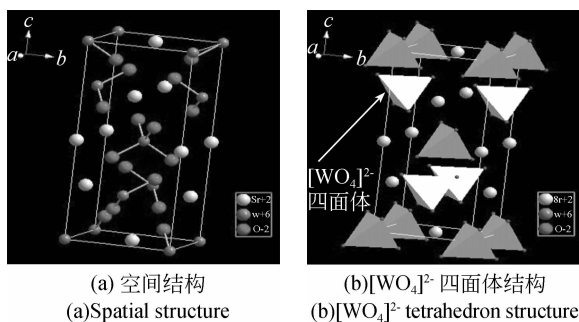 c
a
b
Sr+2
w+6
O-2
c
a
b
[WO₄]²⁻
四面体
8r+2
w+6
O-2
(a) 空间结构
(a)Spatial structure
(b)[WO₄]²⁻ 四面体结构
(b)[WO₄]²⁻ tetrahedron structure